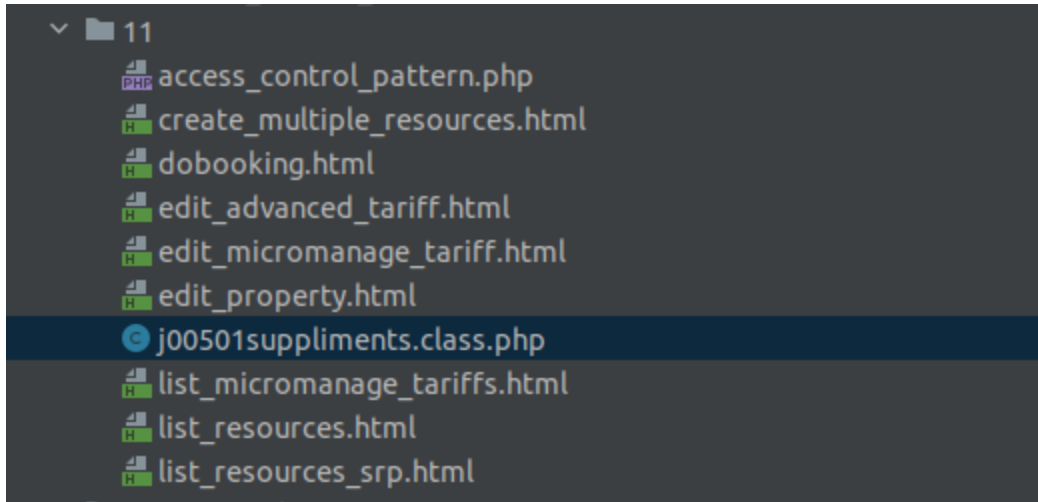 11
access_control_pattern.php
create_multiple_resources.html
dobooking.html
edit_advanced_tariff.html
edit_micromanage_tariff.html
edit_property.html
j00501suppliments.class.php
list_micromanage_tariffs.html
list_resources.html
list_resources_srp.html